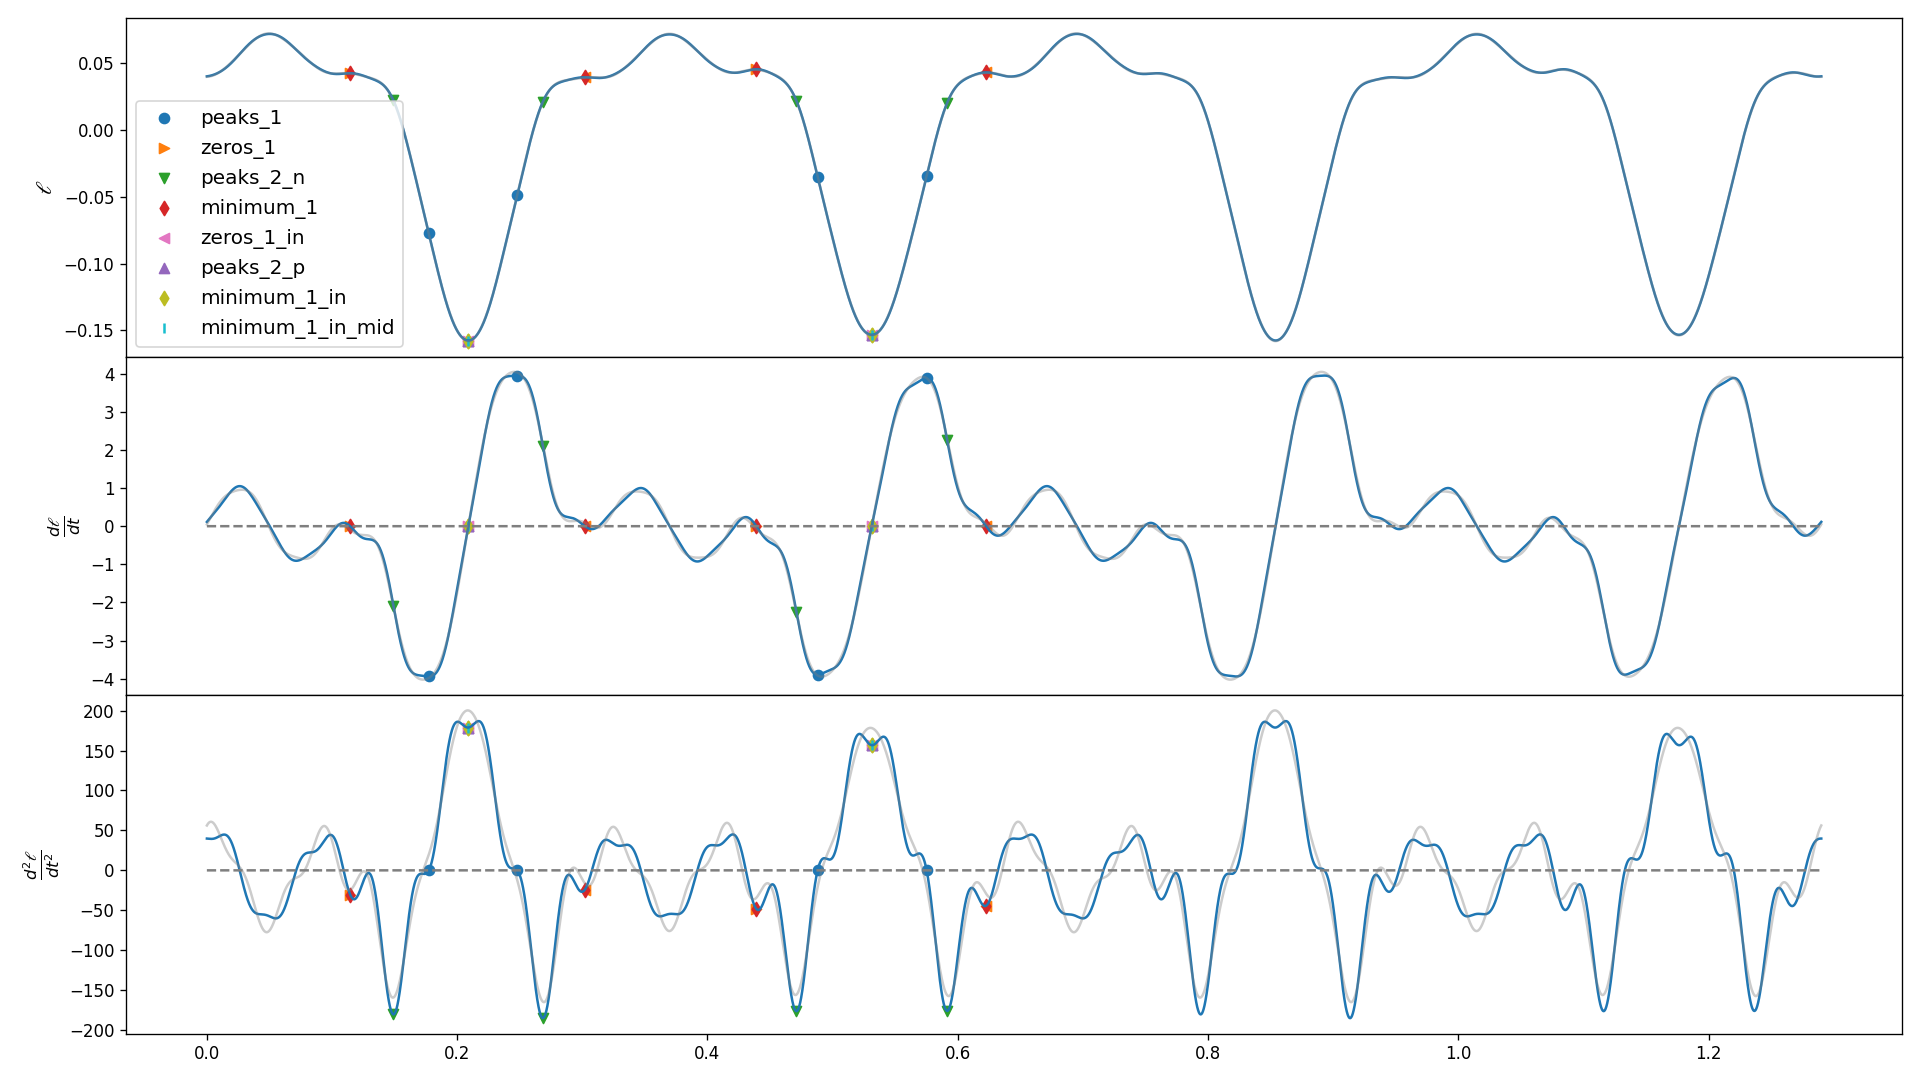 0.05
0.00
−0.05
−0.10
−0.15
ℓ
peaks_1
zeros_1
peaks_2_n
minimum_1
zeros_1_in
peaks_2_p
minimum_1_in
minimum_1_in_mid
4
3
2
1
0
−1
−2
−3
−4
dℓ
dt
200
150
100
50
0
−50
−100
−150
−200
d²ℓ
dt²
0.0 0.2 0.4 0.6 0.8 1.0 1.2